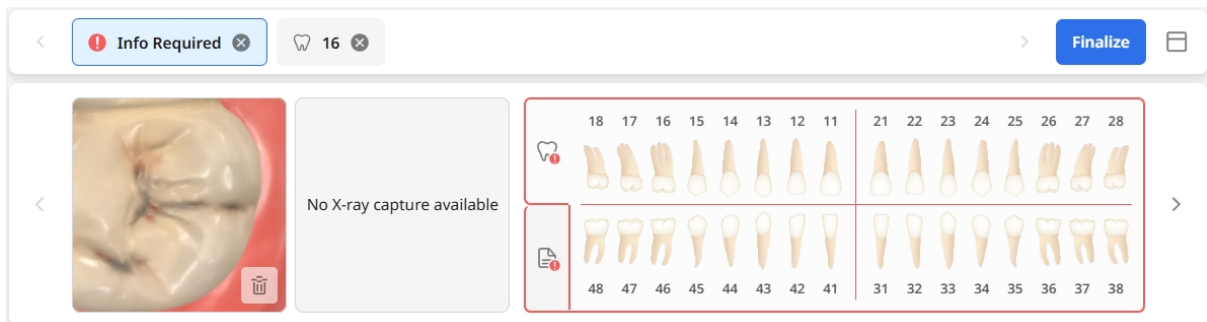 Info Required
16
Finalize
No X-ray capture available
18 17 16 15 14 13 12 11 21 22 23 24 25 26 27 28
48 47 46 45 44 43 42 41 31 32 33 34 35 36 37 38